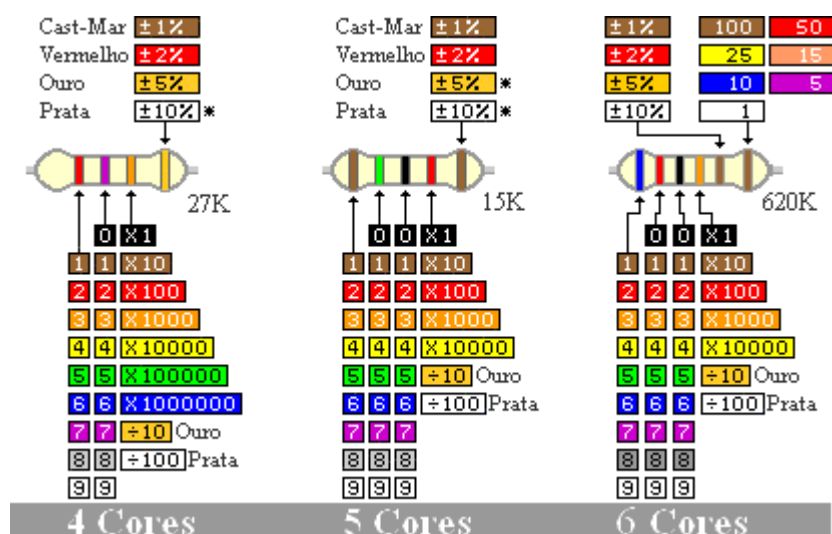 Cast-Mar ±1% Cast-Mar ±1% ±1% 100 50
Vermelho ±2% Vermelho ±2% ±2% 25 15
Ouro ±5% Ouro ±5% * ±5% 10 5
Prata ±10% * Prata ±10% * ±10% 1
27K 15K 620K
0 X1 0 0 X1 0 0 X1
1 1 X10 1 1 1 X10 1 1 1 X10
2 2 X100 2 2 2 X100 2 2 2 X100
3 3 X1000 3 3 3 X1000 3 3 3 X1000
4 4 X10000 4 4 4 X10000 4 4 4 X10000
5 5 X100000 5 5 5 ÷10 Ouro 5 5 5 ÷10 Ouro
6 6 X1000000 6 6 6 ÷100 Prata 6 6 6 ÷100 Prata
7 7 ÷10 Ouro 7 7 7 7 7 7
8 8 ÷100 Prata 8 8 8 8 8 8
9 9 9 9 9 9 9 9
4 Cores 5 Cores 6 Cores